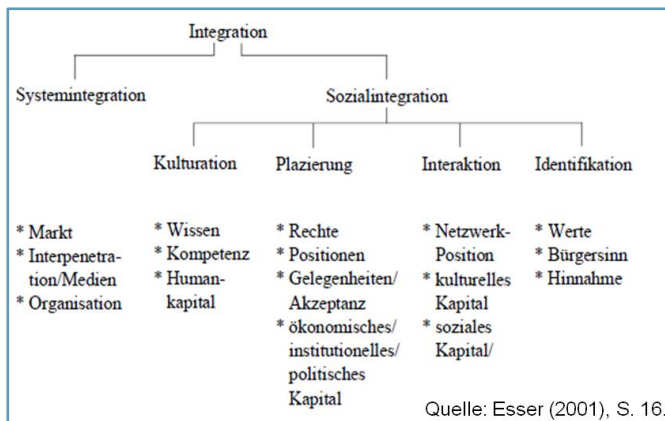 Integration
Systemintegration
Sozialintegration
Kulturation
Plazierung
Interaktion
Identifikation
* Markt
* Interpenetra-
tion/Medien
* Organisation
* Wissen
* Kompetenz
* Human-
kapital
* Rechte
* Positionen
* Gelegenheiten/
Akzeptanz
* ökonomisches/
institutionelles/
politisches
Kapital
* Netzwerk-
Position
* kulturelles
Kapital
* soziales
Kapital/
* Werte
* Bürgersinn
* Hinnahme
Quelle: Esser (2001), S. 16.